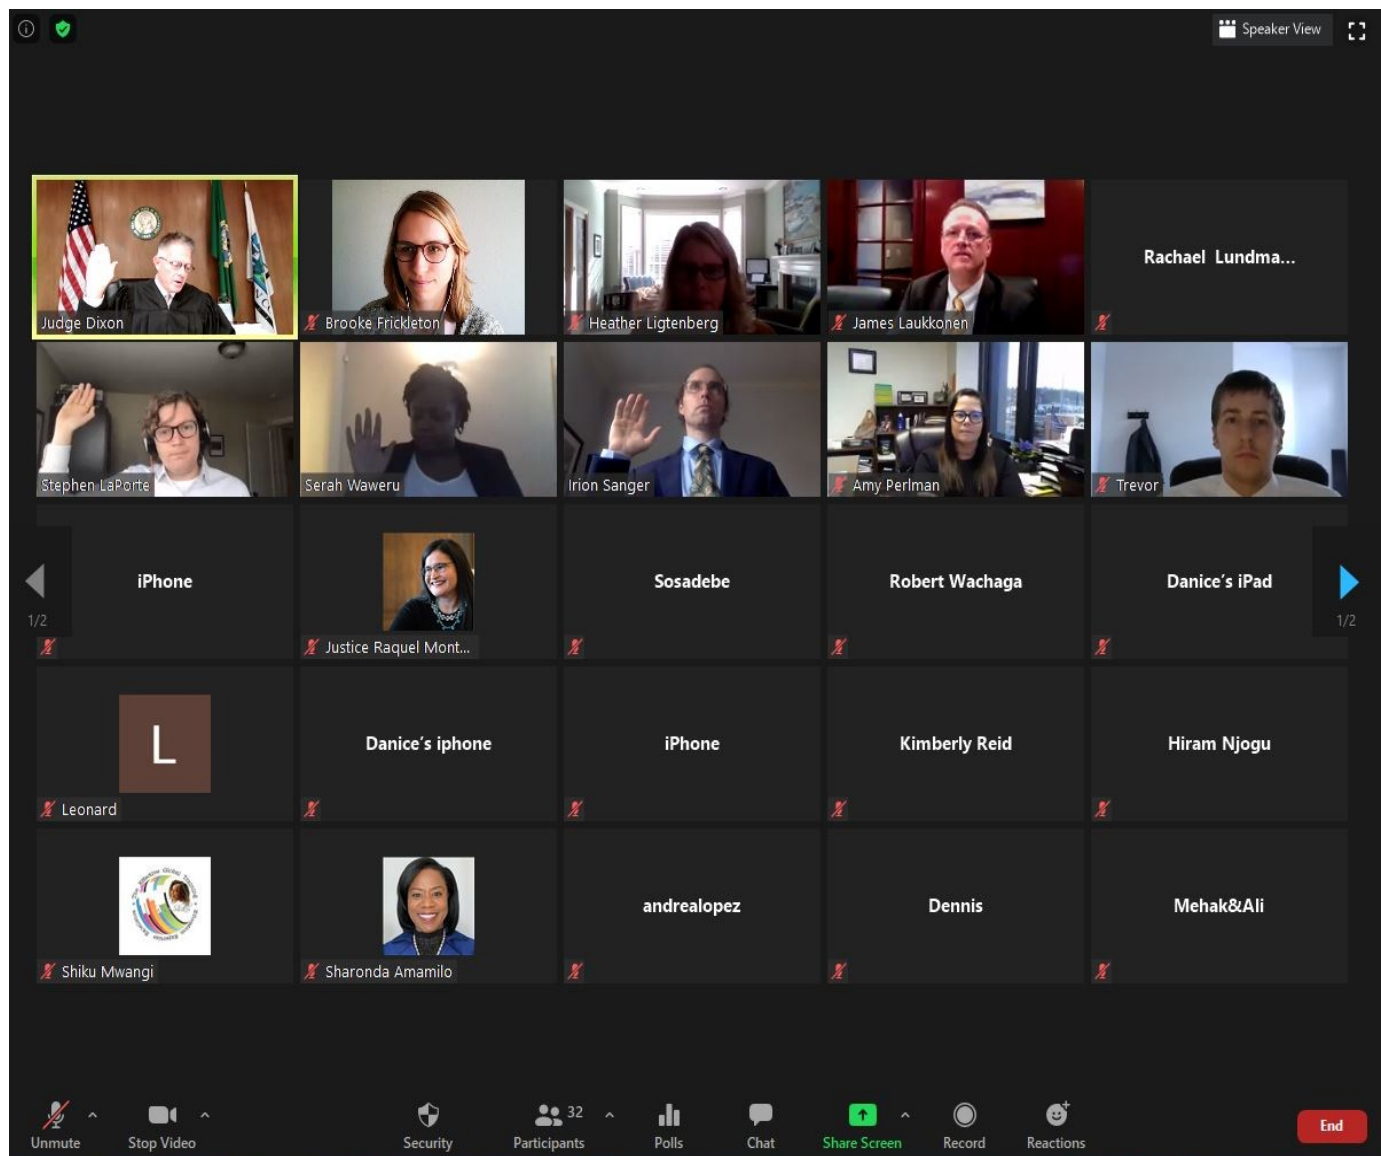 Speaker View
Judge Dixon
Brooke Frickleton
Heather Ligtenberg
James Laukkonen
Rachael Lundma...
Stephen LaPorte
Serah Waweru
Irion Sanger
Amy Perlman
Trevor
iPhone
Justice Raquel Mont...
Sosadebe
Robert Wachaga
Danice's iPad
1/2
1/2
L
Leonard
Danice's iphone
iPhone
Kimberly Reid
Hiram Njogu
Shiku Mwangi
Sharonda Amamilo
andrealopez
Dennis
Mehak&Ali
Unmute
Stop Video
Security
32
Participants
Polls
Chat
Share Screen
Record
Reactions
End